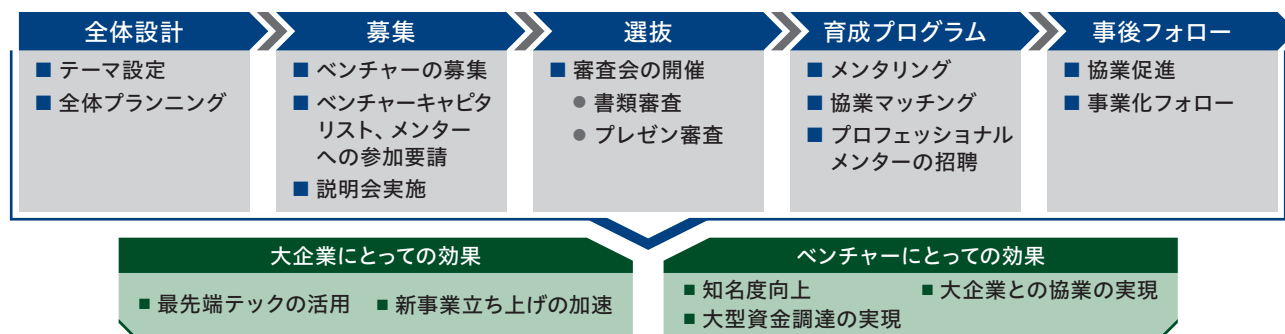 全体設計
■ テーマ設定
■ 全体プランニング
募集
■ ベンチャーの募集
■ ベンチャーキャピタ
リスト、メンター
への参加要請
■ 説明会実施
選抜
■ 審査会の開催
● 書類審査
● プレゼン審査
育成プログラム
■ メンタリング
■ 協業マッチング
■ プロフェッショナル
メンターの招聘
事後フォロー
■ 協業促進
■ 事業化フォロー
大企業にとっての効果
■ 最先端テックの活用 ■ 新事業立ち上げの加速
ベンチャーにとっての効果
■ 知名度向上 ■ 大企業との協業の実現
■ 大型資金調達の実現